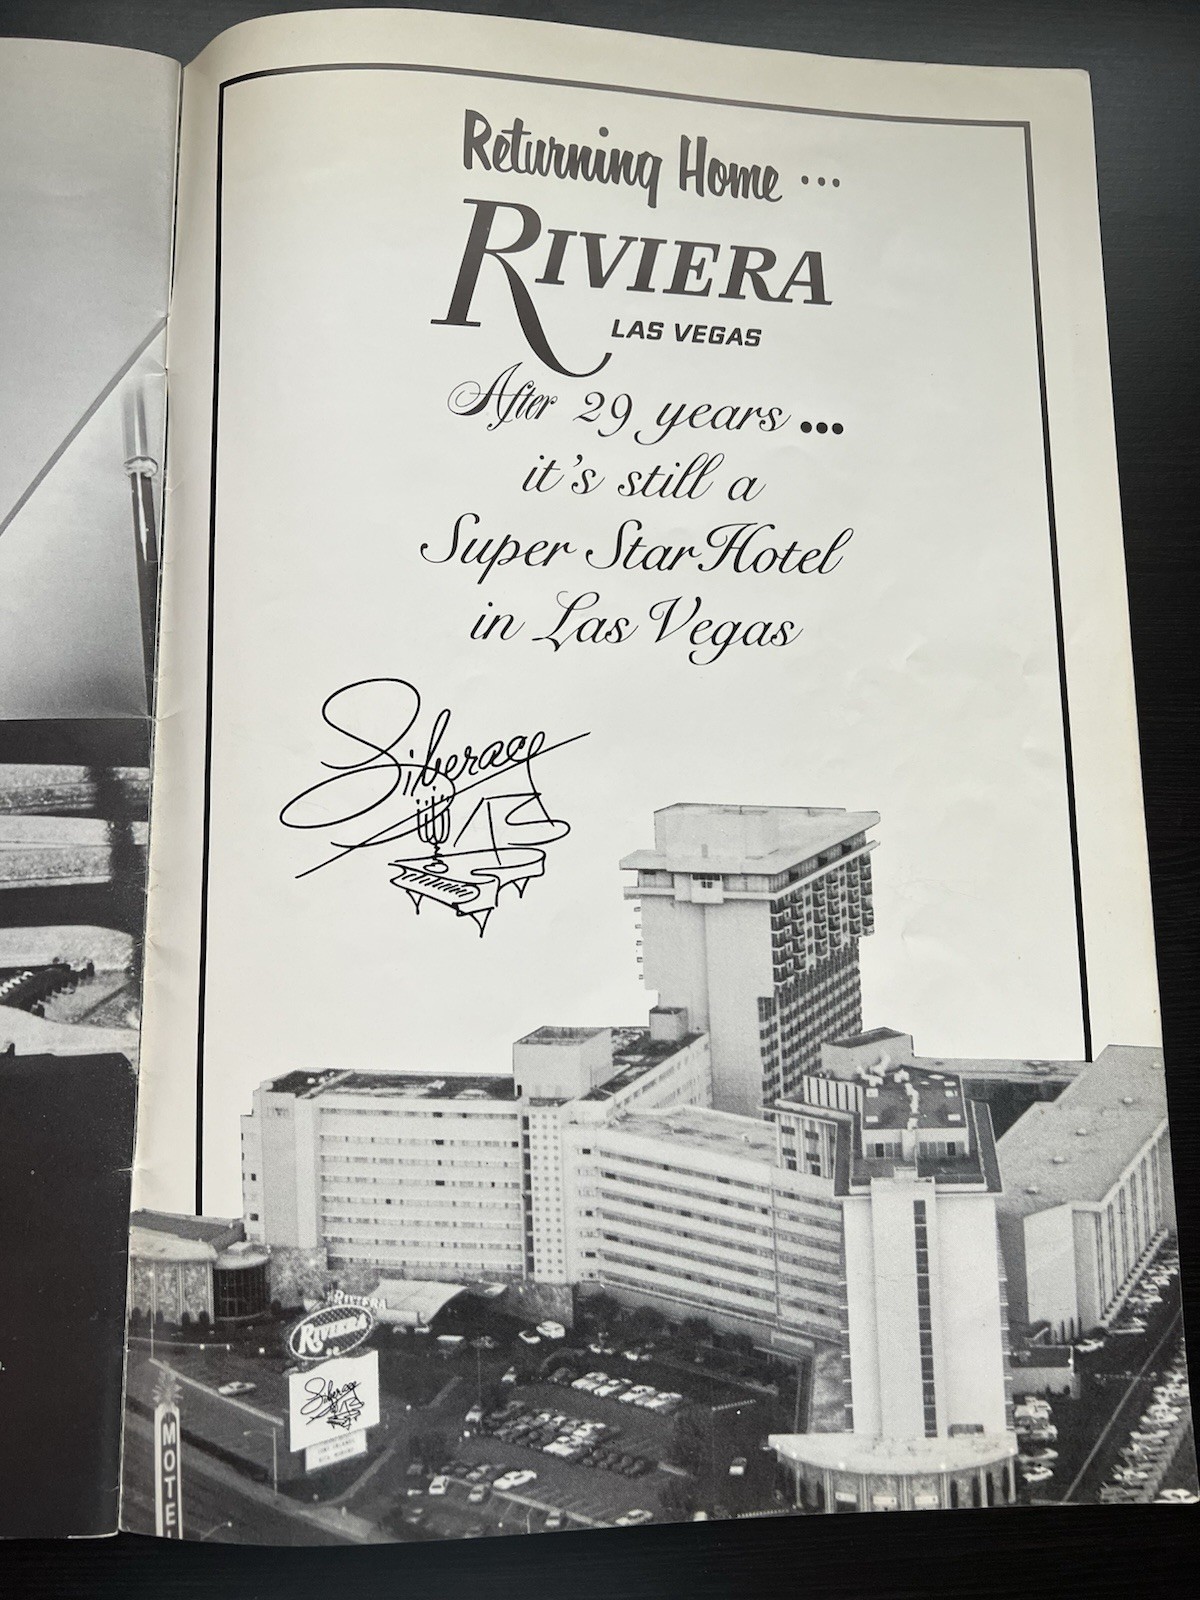 Returning Home ...
RIVIERA
LAS VEGAS
After 29 years ...
it's still a
Super Star Hotel
in Las Vegas
Liberace
RIVIERA
RIVIERA
Liberace
MOTEL